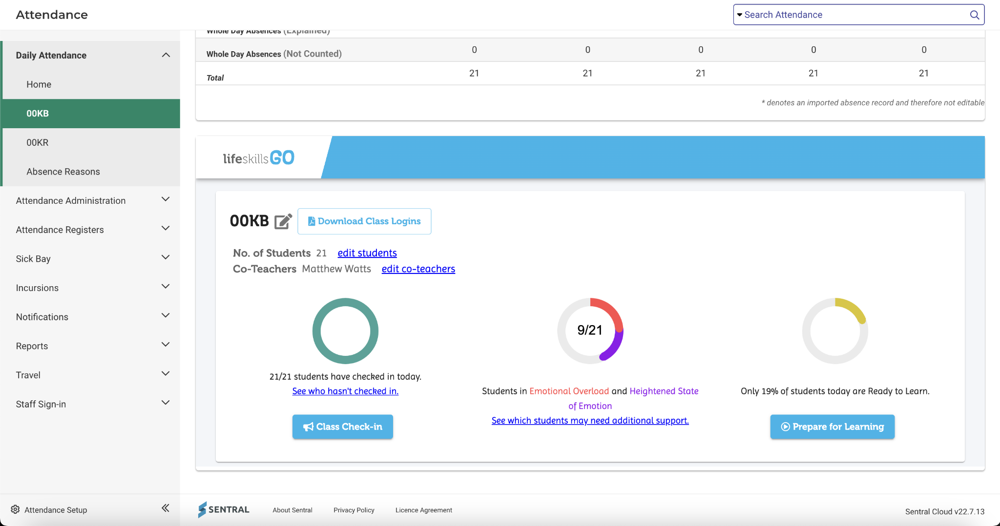 Attendance
Search Attendance
Daily Attendance
Home
00KB
00KR
Absence Reasons
Attendance Administration
Attendance Registers
Sick Bay
Incursions
Notifications
Reports
Travel
Staff Sign-in
Attendance Setup
Whole Day Absences (Explained)
Whole Day Absences (Not Counted) 0 0 0 0 0
Total 21 21 21 21 21
* denotes an imported absence record and therefore not editable
lifeskillsGO
00KB Download Class Logins
No. of Students 21 edit students
Co-Teachers Matthew Watts edit co-teachers
21/21 students have checked in today.
See who hasn't checked in.
Class Check-in
9/21
Students in Emotional Overload and Heightened State
of Emotion
See which students may need additional support.
Only 19% of students today are Ready to Learn.
Prepare for Learning
SENTRAL About Sentral Privacy Policy Licence Agreement
Sentral Cloud v22.7.13